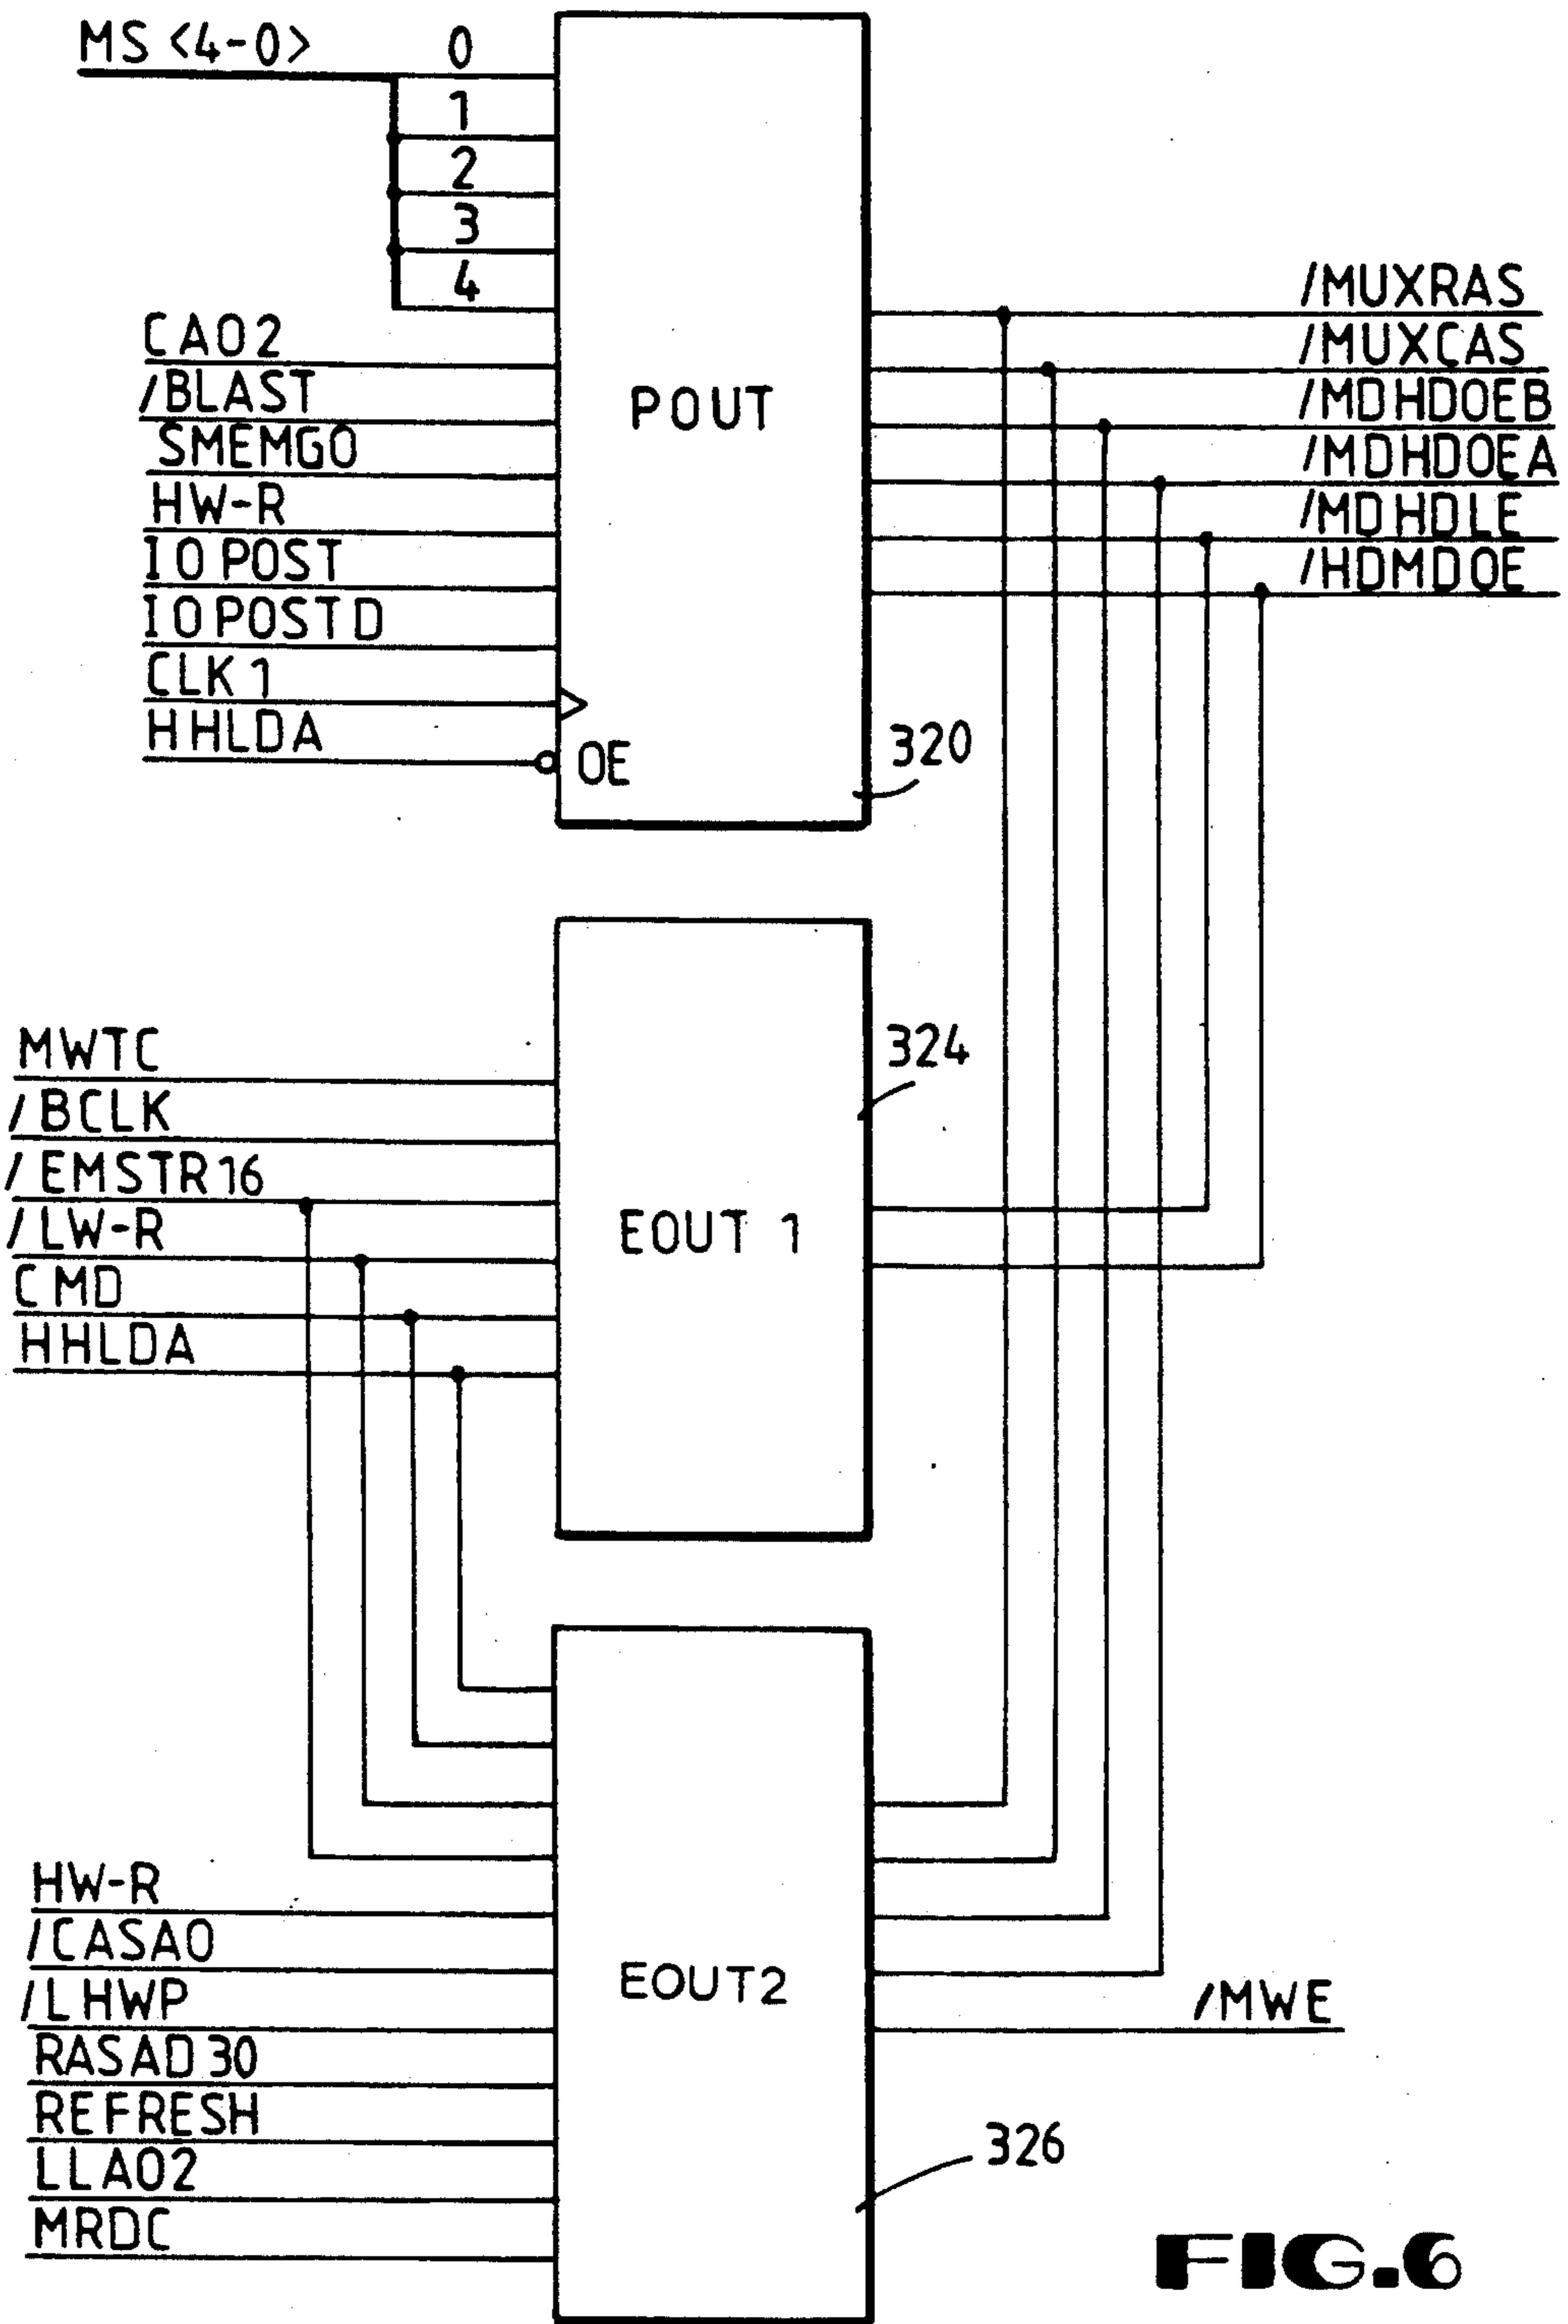 MS <4-0>
0
1
2
3
4
CA02
/BLAST
SMEMGO
HW-R
IOPOST
IOPOSTD
CLK1
HHLDA
POUT
OE
320
/MUXRAS
/MUXCAS
/MDHDOEB
/MDHDOEA
/MDHDLE
/HDMDOE
MWTC
/BCLK
/EMSTR16
/LW-R
CMD
HHLDA
EOUT 1
324
HW-R
/CASA0
/LHWP
RASAD30
REFRESH
LLA02
MRDC
EOUT2
/MWE
326
FIG.6